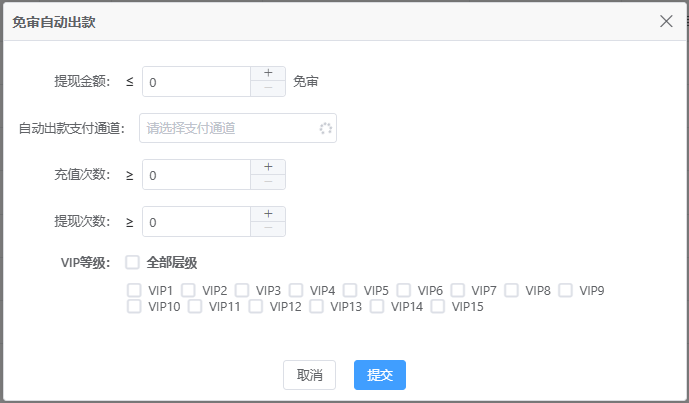 免审自动出款
提现金额： ≤ 0 免审
自动出款支付通道： 请选择支付通道
充值次数： ≥ 0
提现次数： ≥ 0
VIP等级： 全部层级
VIP1 VIP2 VIP3 VIP4 VIP5 VIP6 VIP7 VIP8 VIP9
VIP10 VIP11 VIP12 VIP13 VIP14 VIP15
取消 提交